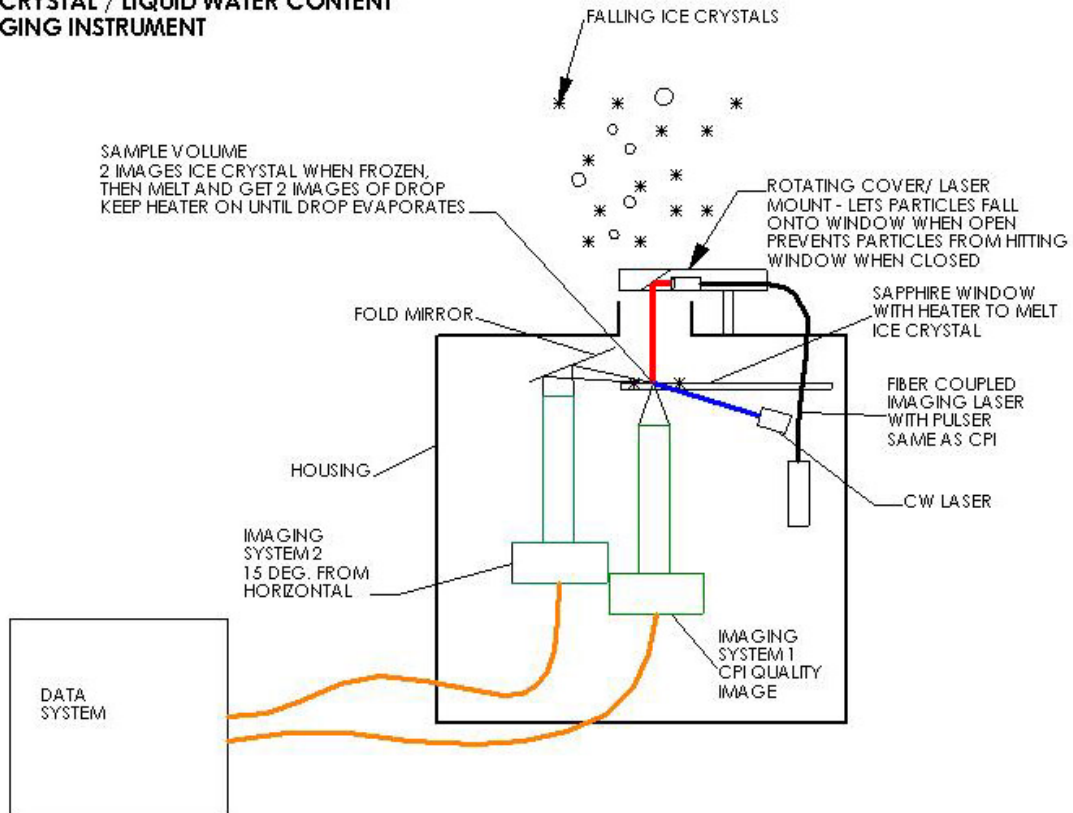 CRYSTAL / LIQUID WATER CONTENT
GING INSTRUMENT
FALLING ICE CRYSTALS
SAMPLE VOLUME
2 IMAGES ICE CRYSTAL WHEN FROZEN,
THEN MELT AND GET 2 IMAGES OF DROP
KEEP HEATER ON UNTIL DROP EVAPORATES
ROTATING COVER/ LASER
MOUNT - LETS PARTICLES FALL
ONTO WINDOW WHEN OPEN
PREVENTS PARTICLES FROM HITTING
WINDOW WHEN CLOSED
SAPPHIRE WINDOW
WITH HEATER TO MELT
ICE CRYSTAL
FOLD MIRROR
FIBER COUPLED
IMAGING LASER
WITH PULSER
SAME AS CPI
HOUSING
CW LASER
IMAGING
SYSTEM 2
15 DEG. FROM
HORIZONTAL
IMAGING
SYSTEM 1
CPI QUALITY
IMAGE
DATA
SYSTEM